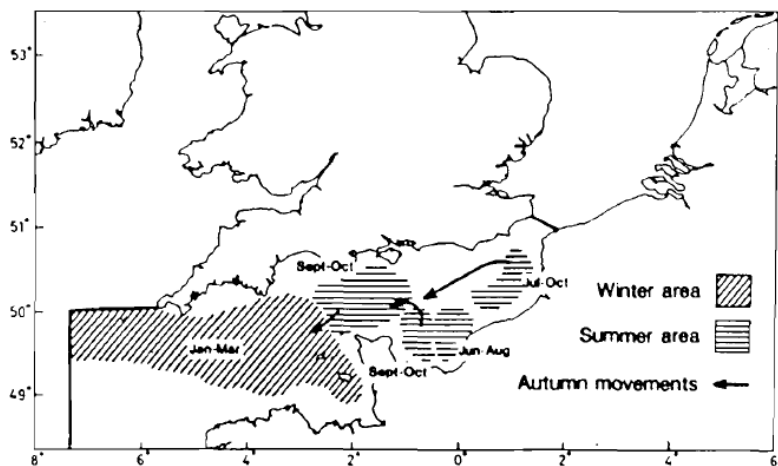 53°
52°
51°
50°
49°
Sept-Oct
Jul-Oct
Jan-Mar
Jun-Aug
Sept-Oct
Winter area
Summer area
Autumn movements
8° 6° 4° 2° 0° 2° 4° 6